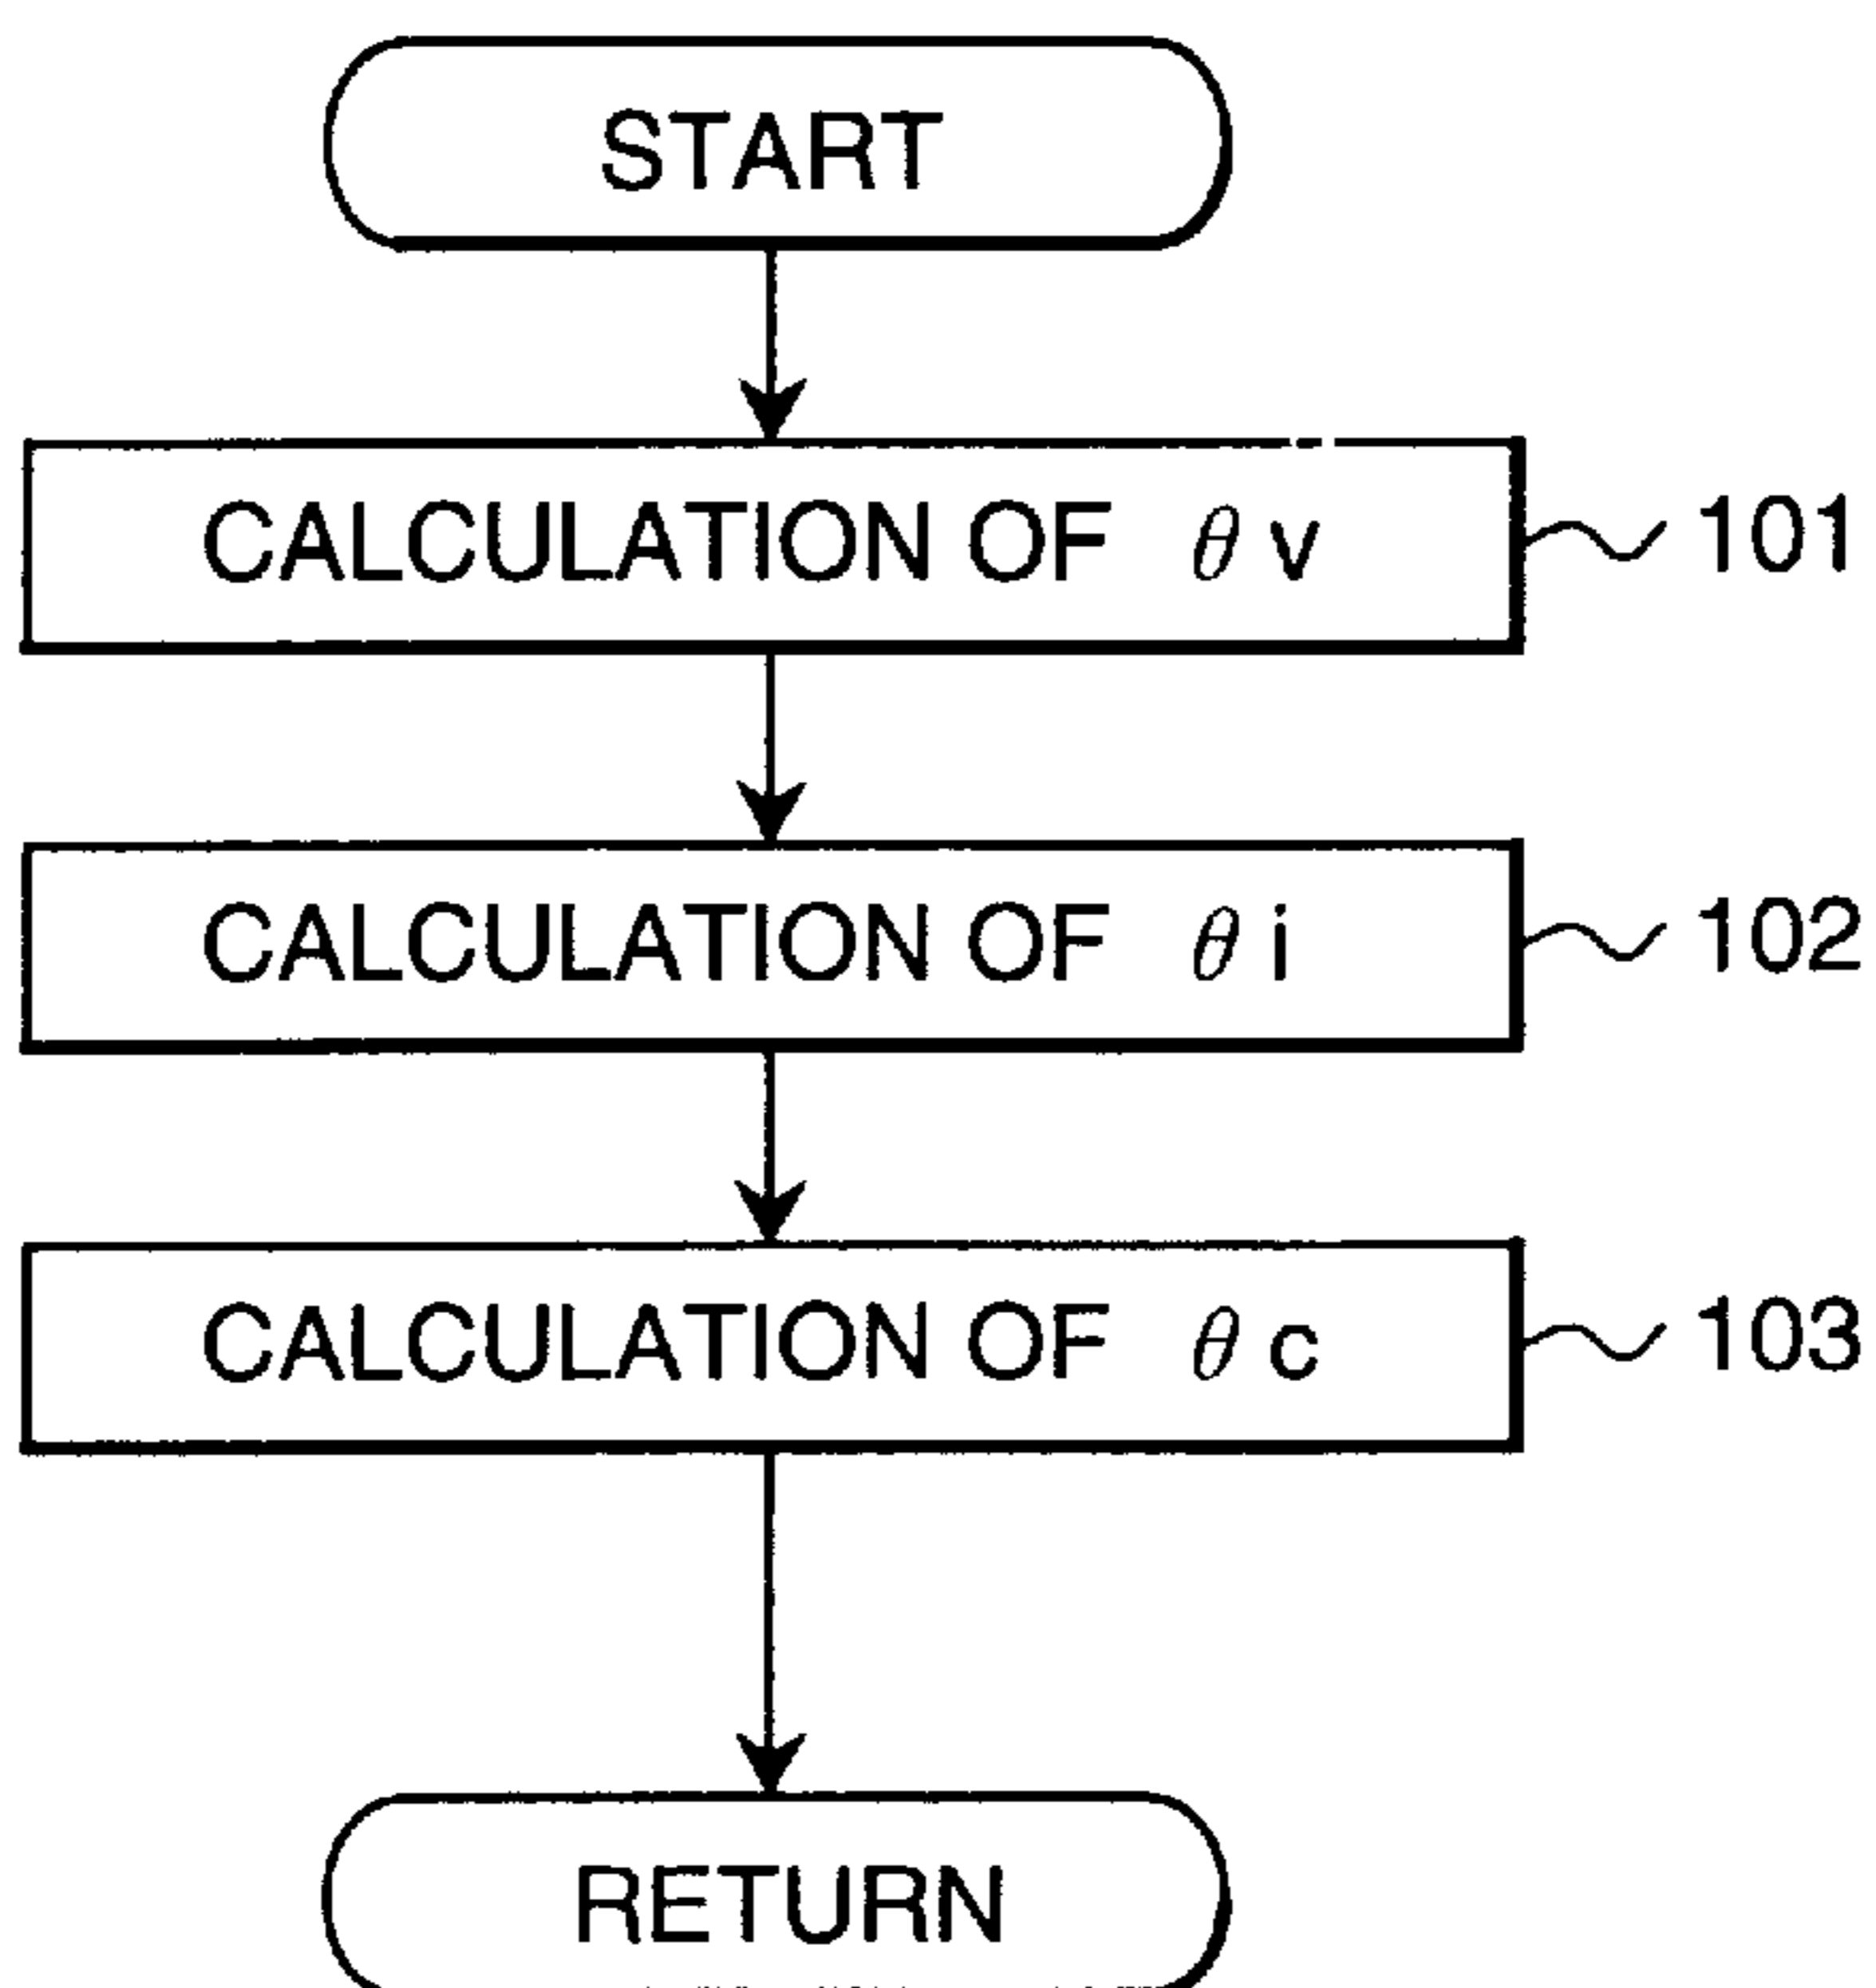 START
CALCULATION OF θv 101
CALCULATION OF θi 102
CALCULATION OF θc 103
RETURN